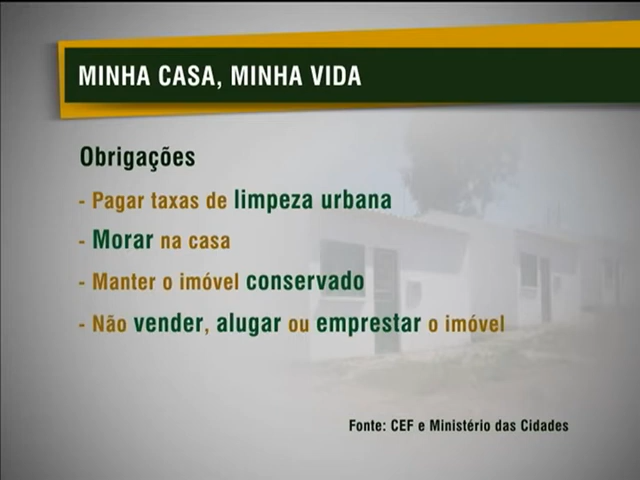 MINHA CASA, MINHA VIDA
Obrigações
- Pagar taxas de limpeza urbana
- Morar na casa
- Manter o imóvel conservado
- Não vender, alugar ou emprestar o imóvel
Fonte: CEF e Ministério das Cidades